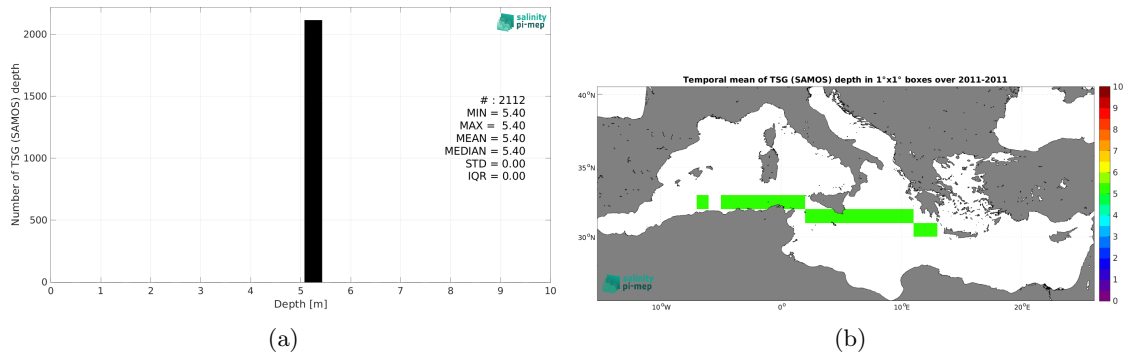 2000
1500
1000
500
0
Number of TSG (SAMOS) depth
salinity
pi-mep
# : 2112
MIN = 5.40
MAX = 5.40
MEAN = 5.40
MEDIAN = 5.40
STD = 0.00
IQR = 0.00
0 1 2 3 4 5 6 7 8 9 10
Depth [m]
(a)
Temporal mean of TSG (SAMOS) depth in 1°x1° boxes over 2011-2011
40°N
35°N
30°N
10°W 0° 10°E 20°E
salinity
pi-mep
10
9
8
7
6
5
4
3
2
1
0
(b)